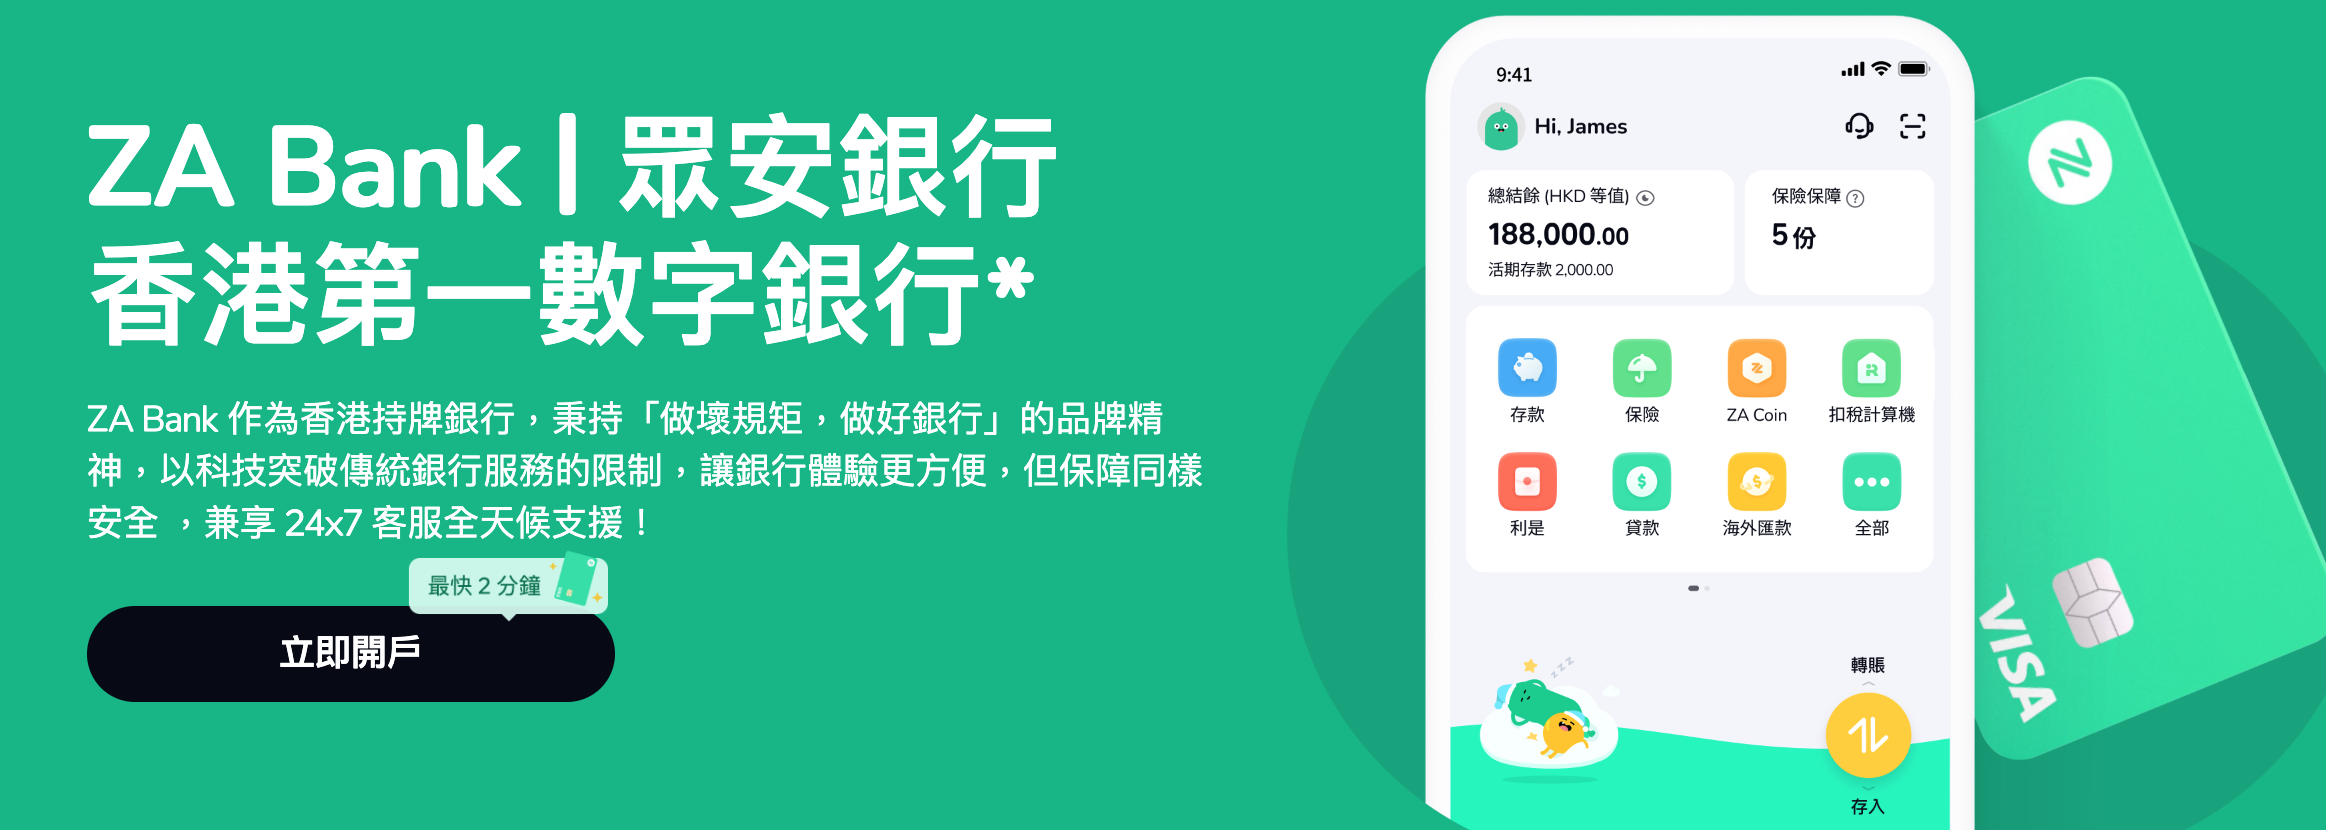 ZA Bank | 眾安銀行
香港第一數字銀行*
ZA Bank 作為香港持牌銀行，秉持「做壞規矩，做好銀行」的品牌精
神，以科技突破傳統銀行服務的限制，讓銀行體驗更方便，但保障同樣
安全 ，兼享 24x7 客服全天候支援！
最快 2 分鐘
立即開戶
9:41
Hi, James
總結餘 (HKD 等值)
188,000.00
活期存款 2,000.00
保險保障
5 份
存款
保險
ZA Coin
扣稅計算機
利是
貸款
海外匯款
全部
zzz
轉賬
存入
VISA